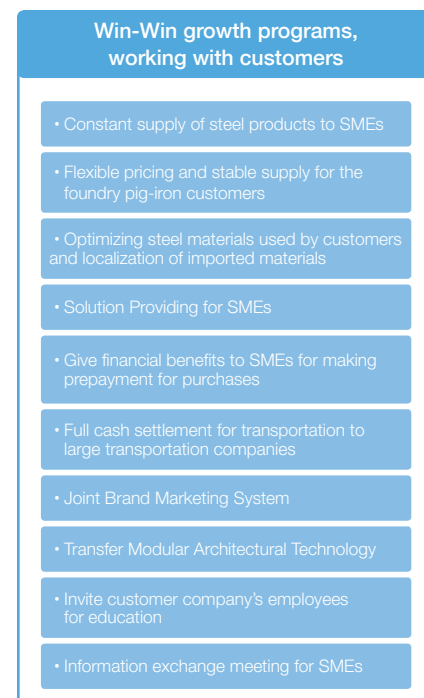 Win-Win growth programs,
working with customers
• Constant supply of steel products to SMEs
• Flexible pricing and stable supply for the
foundry pig-iron customers
• Optimizing steel materials used by customers
and localization of imported materials
• Solution Providing for SMEs
• Give financial benefits to SMEs for making
prepayment for purchases
• Full cash settlement for transportation to
large transportation companies
• Joint Brand Marketing System
• Transfer Modular Architectural Technology
• Invite customer company's employees
for education
• Information exchange meeting for SMEs